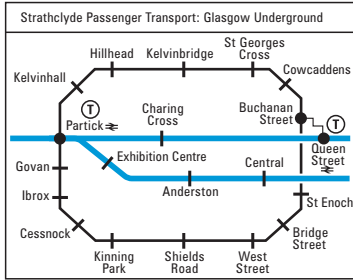 Strathclyde Passenger Transport: Glasgow Underground
St Georges
Cross
Hillhead
Kelvinbridge
Kelvinhall
Cowcaddens
T
Partick
Charing
Cross
Buchanan
Street
T
Queen
Street
Exhibition Centre
Central
Govan
Anderston
Ibrox
St Enoch
Cessnock
Bridge
Street
Kinning
Park
Shields
Road
West
Street